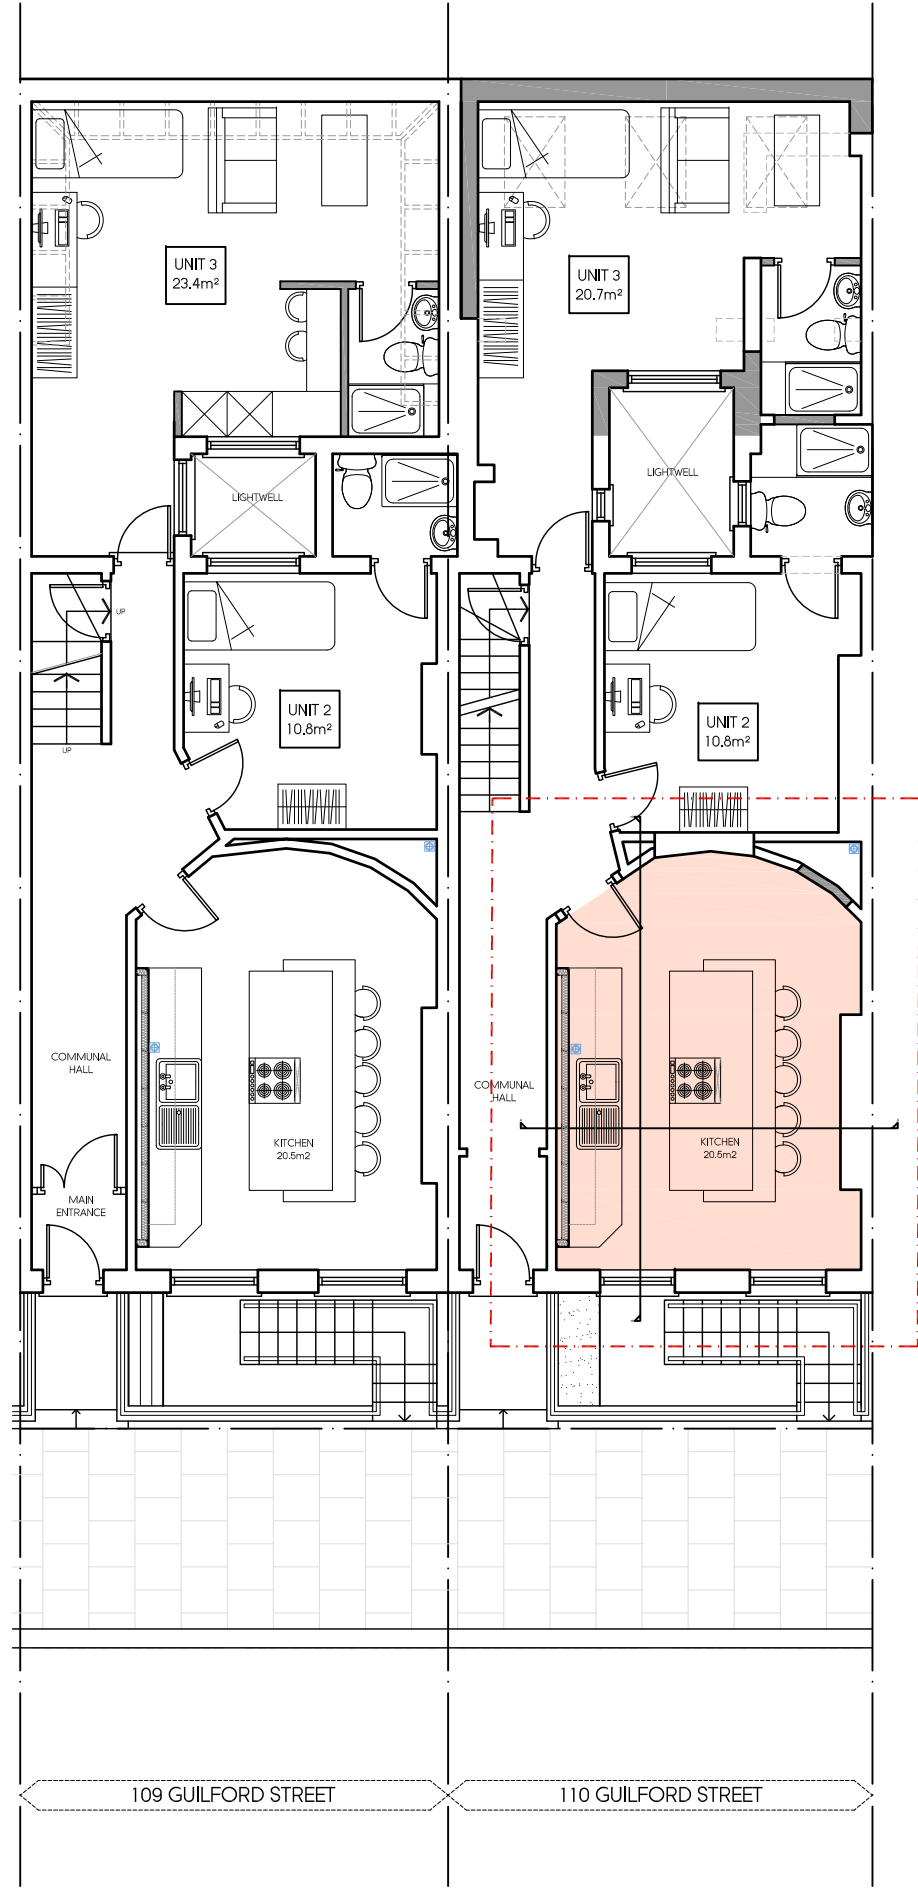 UNIT 3
23.4m²
UNIT 3
20.7m²
LIGHTWELL
LIGHTWELL
UP
UNIT 2
10.8m²
UNIT 2
10.8m²
UP
COMMUNAL
HALL
COMMUNAL
HALL
KITCHEN
20.5m2
KITCHEN
20.5m2
MAIN
ENTRANCE
109 GUILFORD STREET
110 GUILFORD STREET